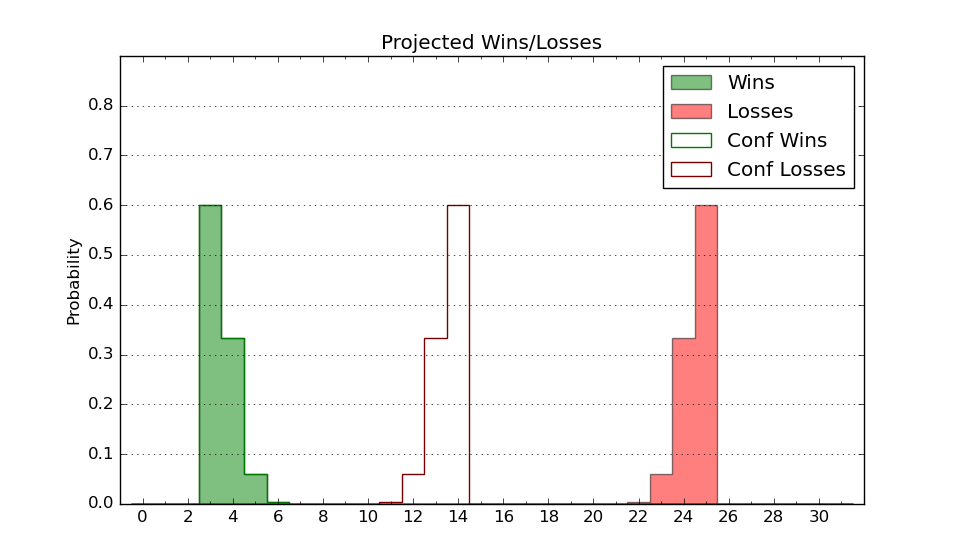 Projected Wins/Losses
Wins
Losses
Conf Wins
Conf Losses
Probability
0.8
0.7
0.6
0.5
0.4
0.3
0.2
0.1
0.0
0 2 4 6 8 10 12 14 16 18 20 22 24 26 28 30